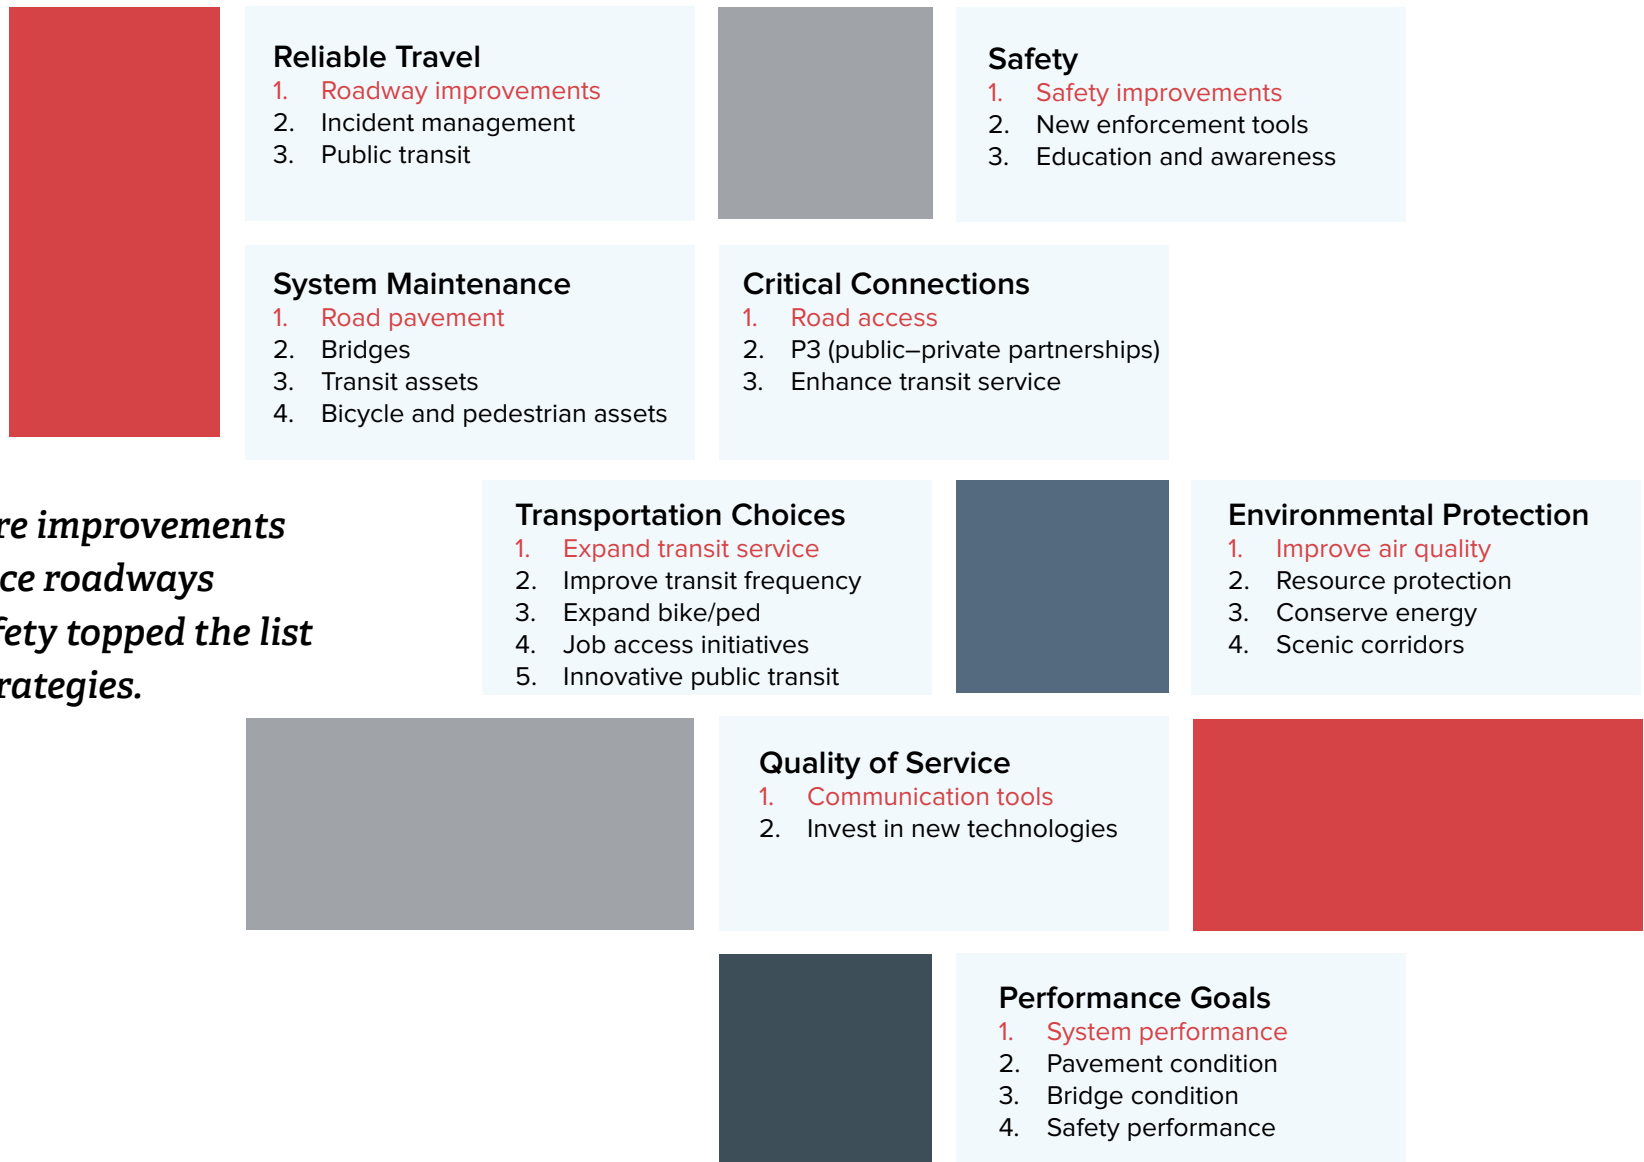 Reliable Travel
1. Roadway improvements
2. Incident management
3. Public transit
Safety
1. Safety improvements
2. New enforcement tools
3. Education and awareness
System Maintenance
1. Road pavement
2. Bridges
3. Transit assets
4. Bicycle and pedestrian assets
Critical Connections
1. Road access
2. P3 (public–private partnerships)
3. Enhance transit service
improvements
roadways
topped the list
Transportation Choices
1. Expand transit service
2. Improve transit frequency
3. Expand bike/ped
4. Job access initiatives
5. Innovative public transit
Environmental Protection
1. Improve air quality
2. Resource protection
3. Conserve energy
4. Scenic corridors
Quality of Service
1. Communication tools
2. Invest in new technologies
Performance Goals
1. System performance
2. Pavement condition
3. Bridge condition
4. Safety performance